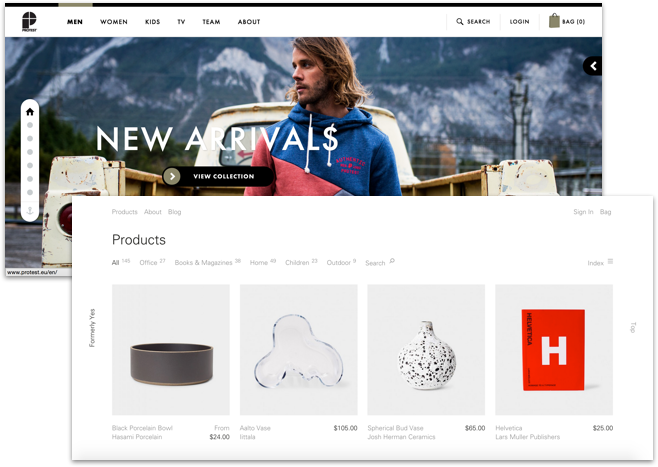 PROTEST
MEN WOMEN KIDS TV TEAM ABOUT SEARCH LOGIN BAG (0)
NEW ARRIVALS
VIEW COLLECTION
www.protest.eu/en/
Products About Blog Sign In Bag
Products
All 145 Office 27 Books & Magazines 38 Home 49 Children 23 Outdoor 9 Search Index
Formerly Yes
Top
HELVETICA
H
Black Porcelain Bowl From
Hasami Porcelain $24.00
Aalto Vase $105.00
Iittala
Spherical Bud Vase $65.00
Josh Herman Ceramics
Helvetica $25.00
Lars Muller Publishers